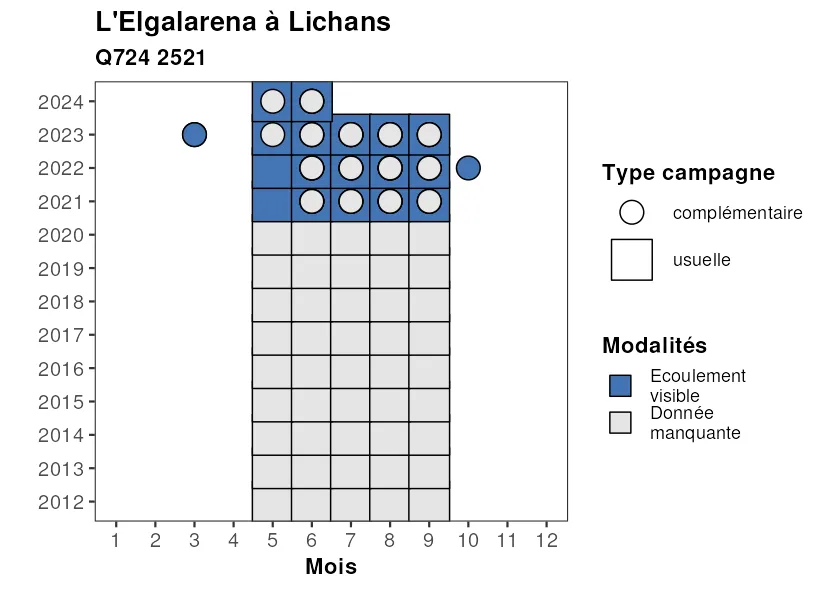 L'Elgalarena à Lichans
Q724 2521
2024
2023
2022
2021
2020
2019
2018
2017
2016
2015
2014
2013
2012
1 2 3 4 5 6 7 8 9 10 11 12
Mois
Type campagne
complémentaire
usuelle
Modalités
Ecoulement
visible
Donnée
manquante